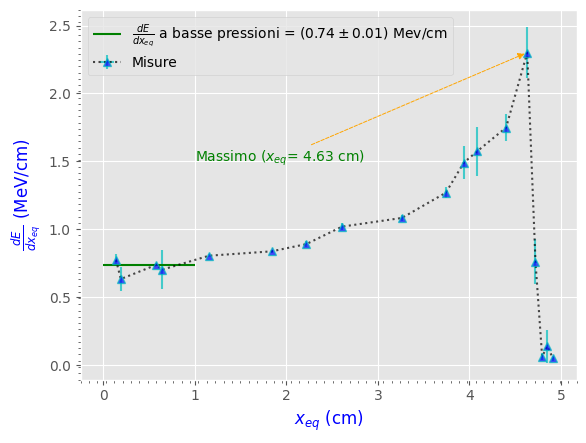 dE/dx_eq a basse pressioni = (0.74 ± 0.01) Mev/cm
Misure
Massimo (x_eq= 4.63 cm)
dE/dx_eq (MeV/cm)
2.5
2.0
1.5
1.0
0.5
0.0
0 1 2 3 4 5
x_eq (cm)